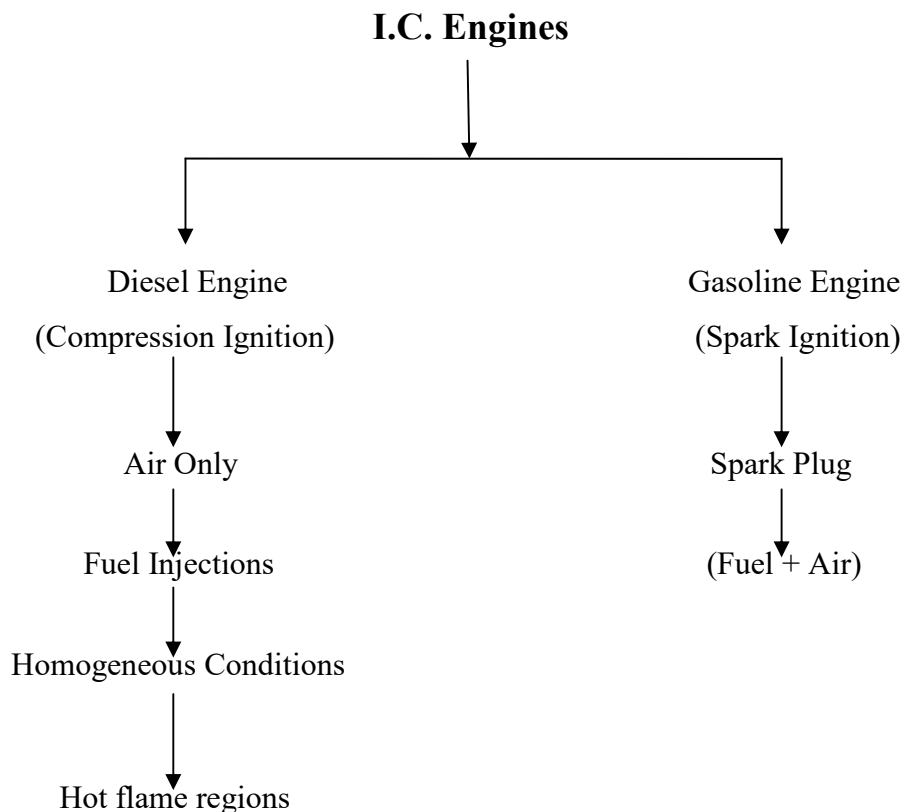 I.C. Engines
Diesel Engine
(Compression Ignition)
Air Only
Fuel Injections
Homogeneous Conditions
Hot flame regions
Gasoline Engine
(Spark Ignition)
Spark Plug
(Fuel + Air)